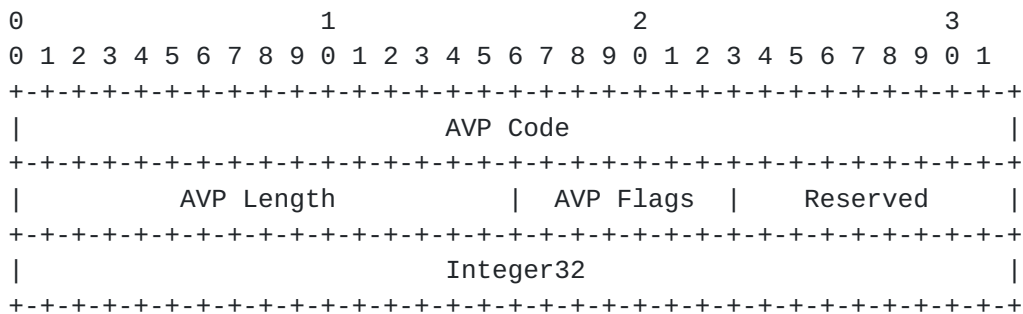 0                   1                   2                   3
0 1 2 3 4 5 6 7 8 9 0 1 2 3 4 5 6 7 8 9 0 1 2 3 4 5 6 7 8 9 0 1
+-+-+-+-+-+-+-+-+-+-+-+-+-+-+-+-+-+-+-+-+-+-+-+-+-+-+-+-+-+-+-+-+
|                           AVP Code                            |
+-+-+-+-+-+-+-+-+-+-+-+-+-+-+-+-+-+-+-+-+-+-+-+-+-+-+-+-+-+-+-+-+
|          AVP Length           |  AVP Flags  |    Reserved     |
+-+-+-+-+-+-+-+-+-+-+-+-+-+-+-+-+-+-+-+-+-+-+-+-+-+-+-+-+-+-+-+-+
|                           Integer32                           |
+-+-+-+-+-+-+-+-+-+-+-+-+-+-+-+-+-+-+-+-+-+-+-+-+-+-+-+-+-+-+-+-+